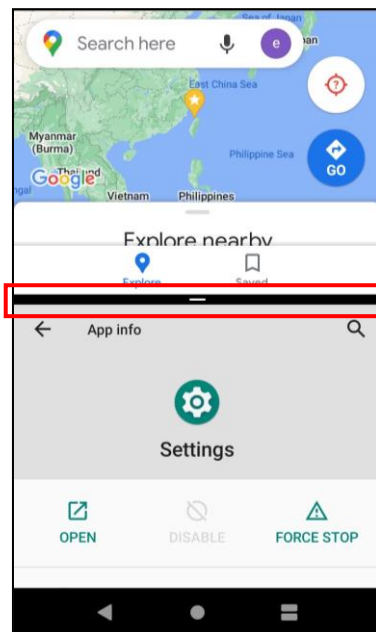 Sea of Japan
Search here
e
pan
East China Sea
?
Myanmar
(Burma)
Philippine Sea
GO
Google
Thailand
Vietnam
Philippines
Explore nearby
Explore
Saved
App info
Settings
OPEN
DISABLE
FORCE STOP